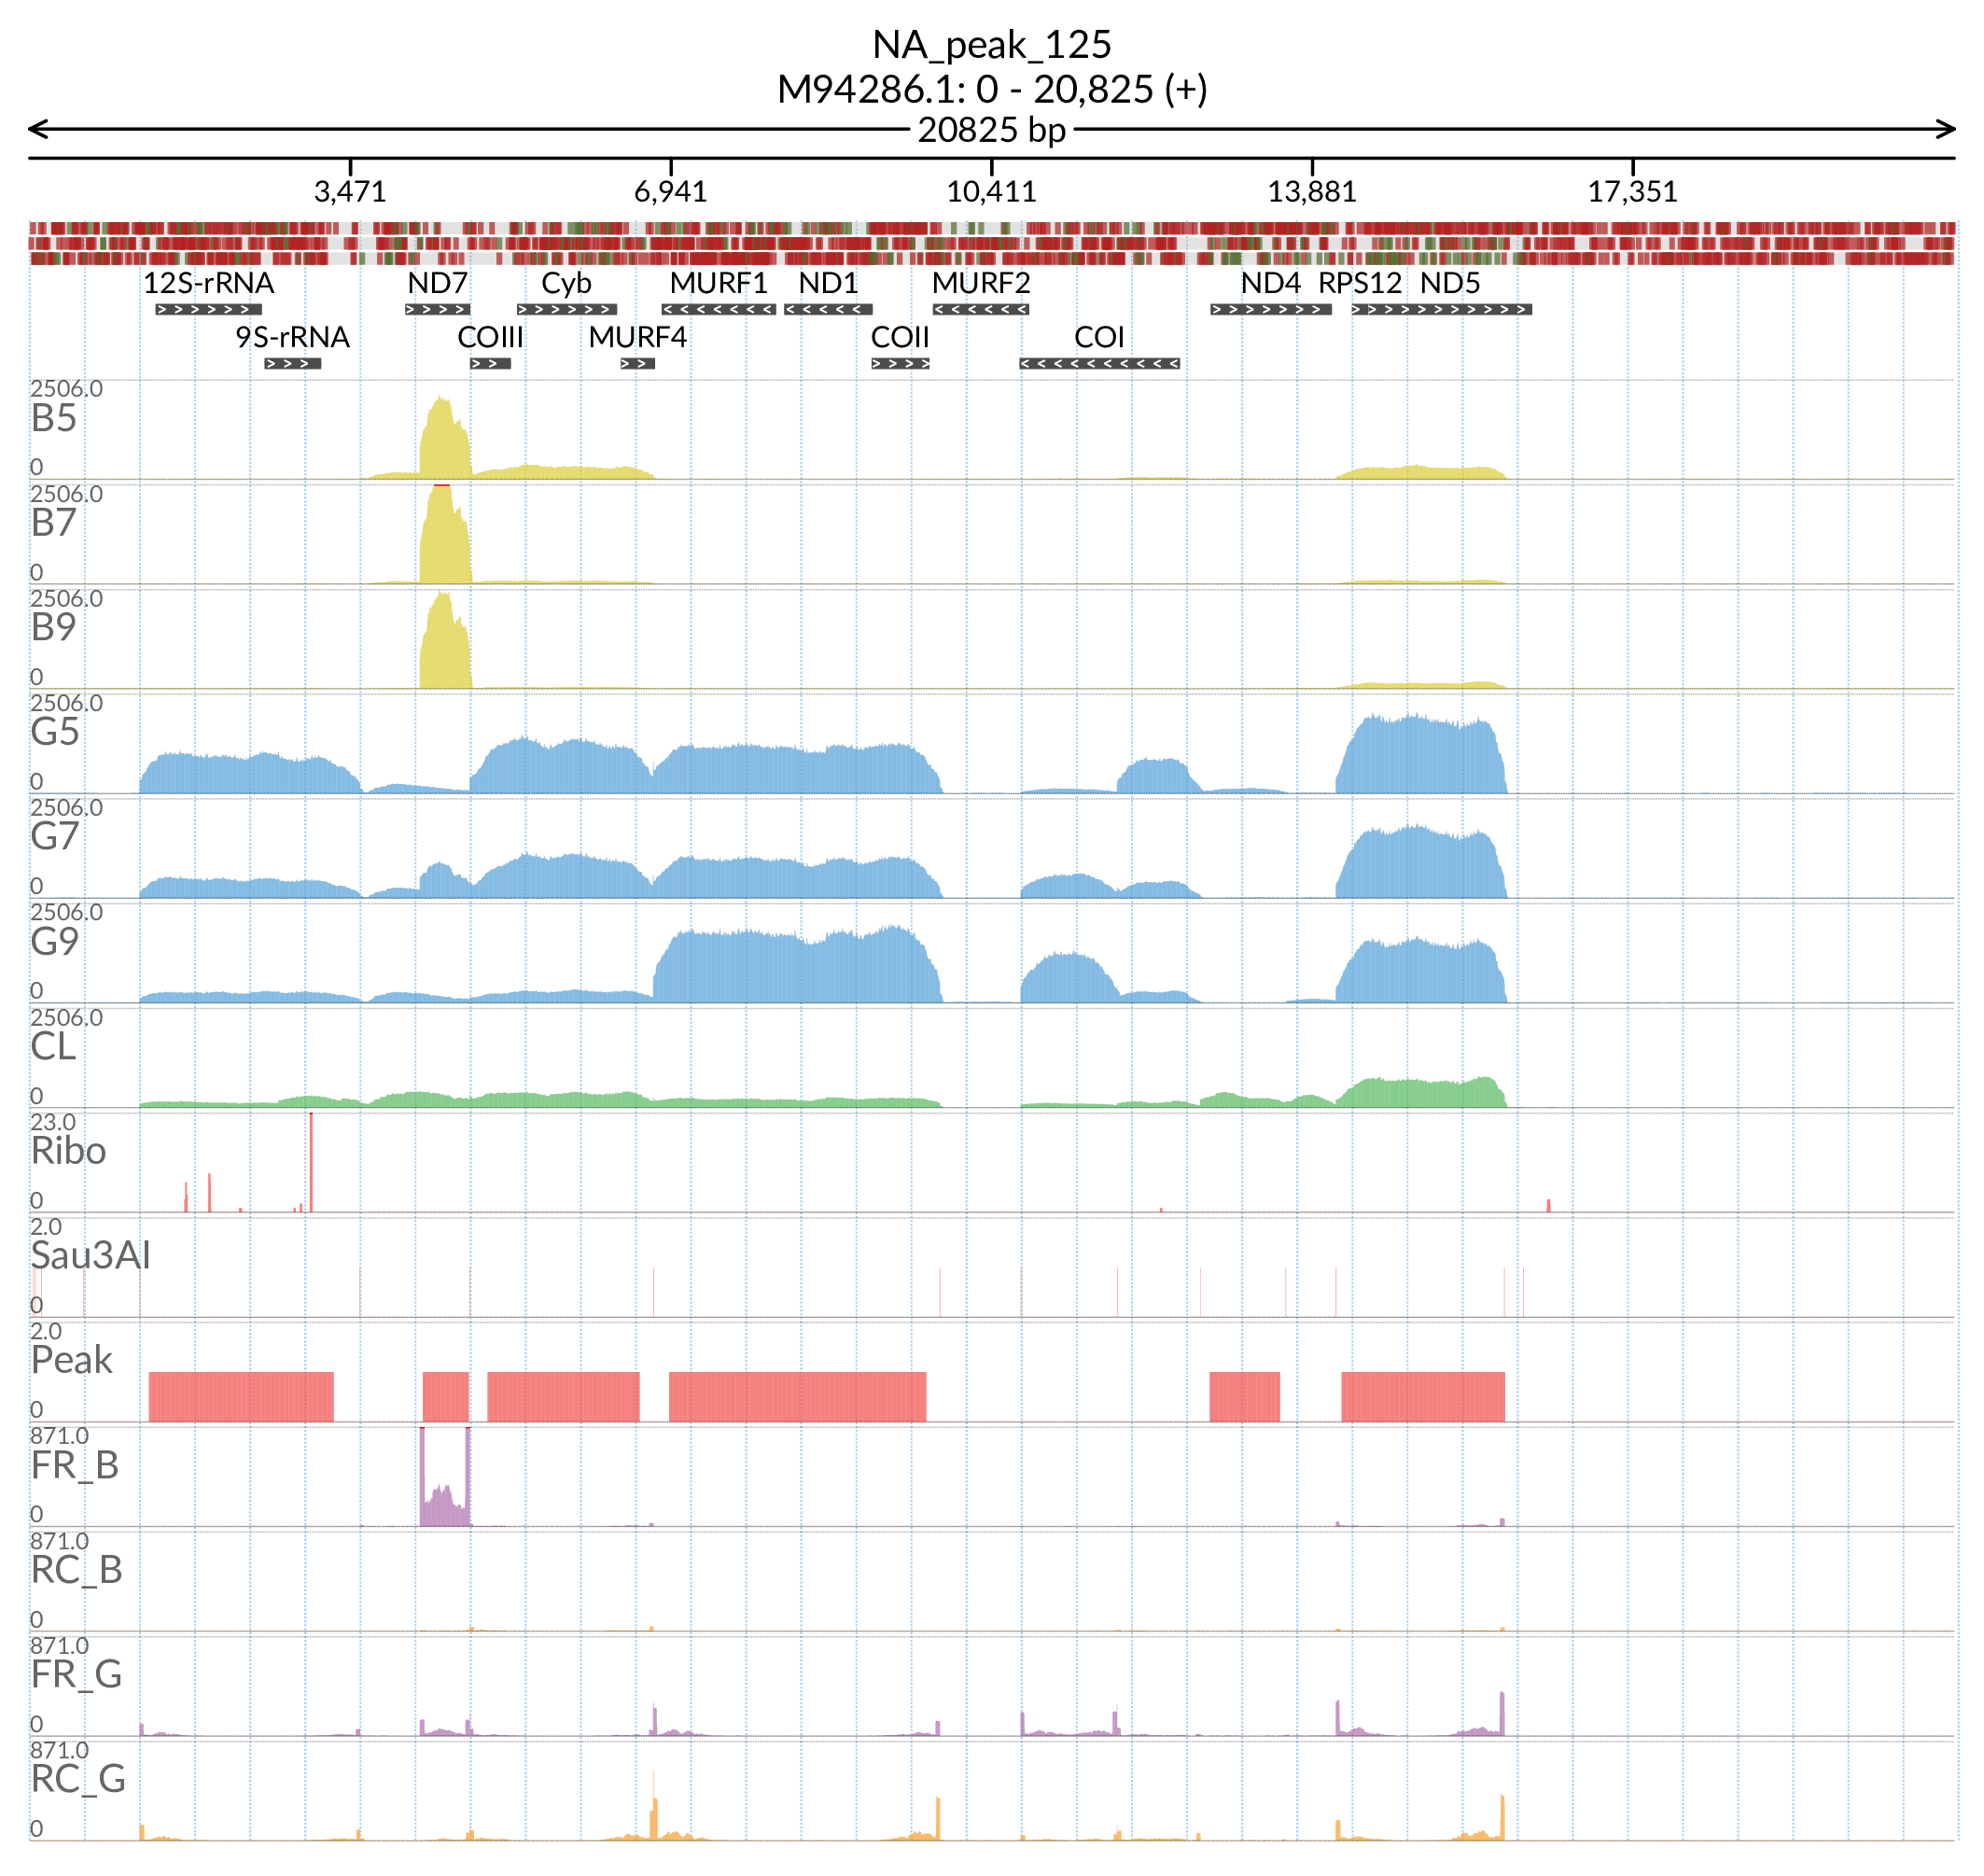 NA_peak_125
M94286.1: 0 - 20,825 (+)
20825 bp
3,471 6,941 10,411 13,881 17,351
12S-rRNA ND7 Cyb MURF1 ND1 MURF2 ND4 RPS12 ND5
9S-rRNA COIII MURF4 COII COI
2506.0
B5
0
2506.0
B7
0
2506.0
B9
0
2506.0
G5
0
2506.0
G7
0
2506.0
G9
0
2506.0
CL
0
23.0
Ribo
0
2.0
Sau3AI
0
2.0
Peak
0
871.0
FR_B
0
871.0
RC_B
0
871.0
FR_G
0
871.0
RC_G
0